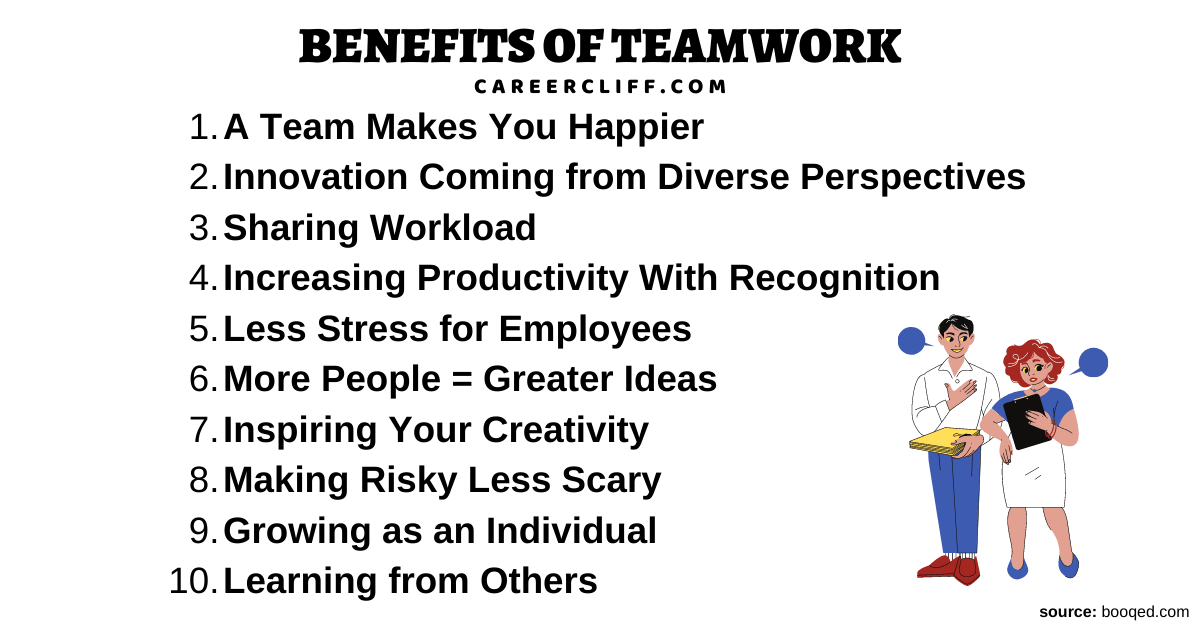 BENEFITS OF TEAMWORK
CAREERCLIFF.COM
1. A Team Makes You Happier
2. Innovation Coming from Diverse Perspectives
3. Sharing Workload
4. Increasing Productivity With Recognition
5. Less Stress for Employees
6. More People = Greater Ideas
7. Inspiring Your Creativity
8. Making Risky Less Scary
9. Growing as an Individual
10. Learning from Others
source: booqed.com